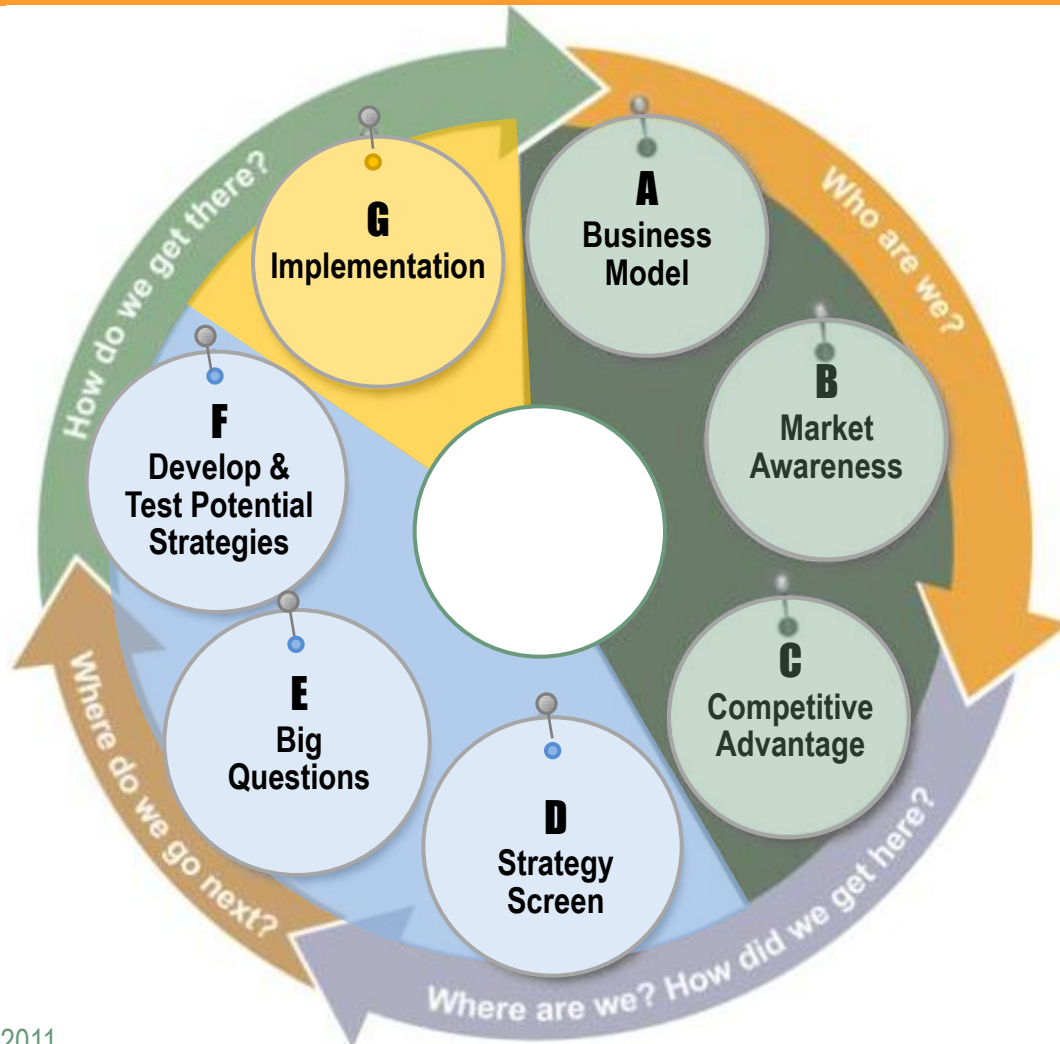 Who are we?
A
Business
Model
B
Market
Awareness
C
Competitive
Advantage
Where are we? How did we get here?
D
Strategy
Screen
E
Big
Questions
Where do we go next?
F
Develop &
Test Potential
Strategies
How do we get there?
G
Implementation
2011